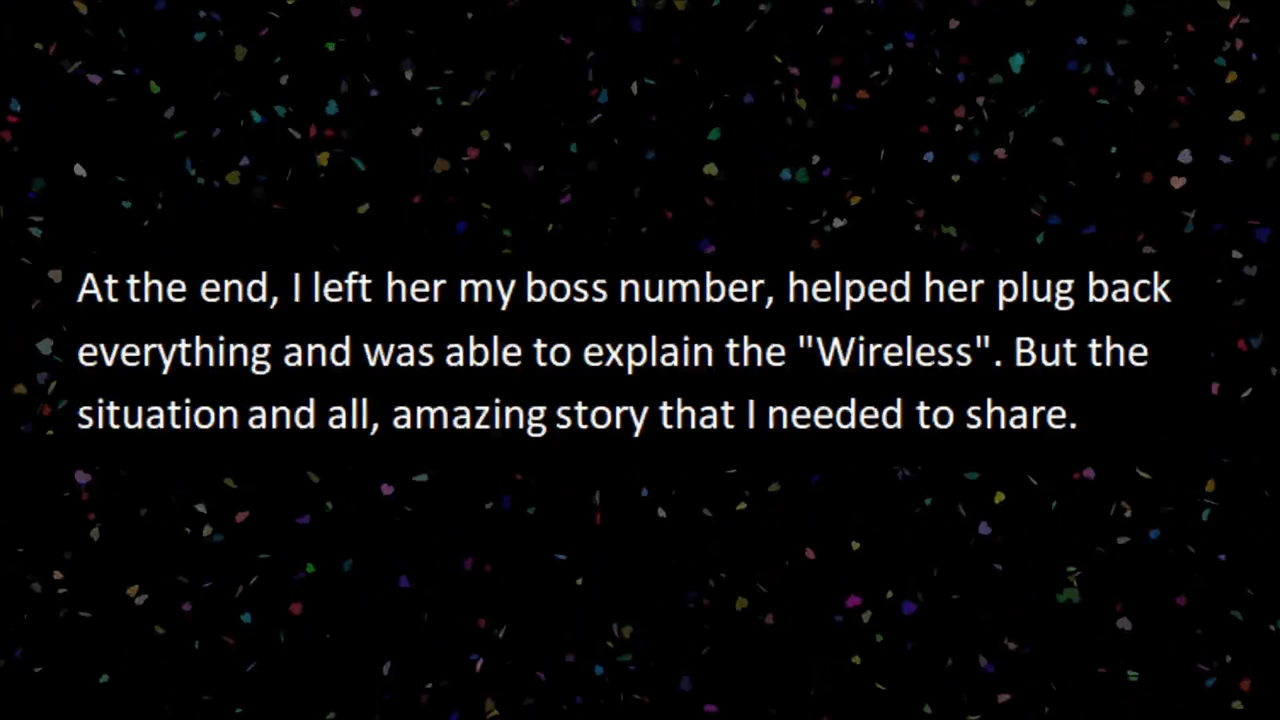 At the end, I left her my boss number, helped her plug back
everything and was able to explain the "Wireless". But the
situation and all, amazing story that I needed to share.